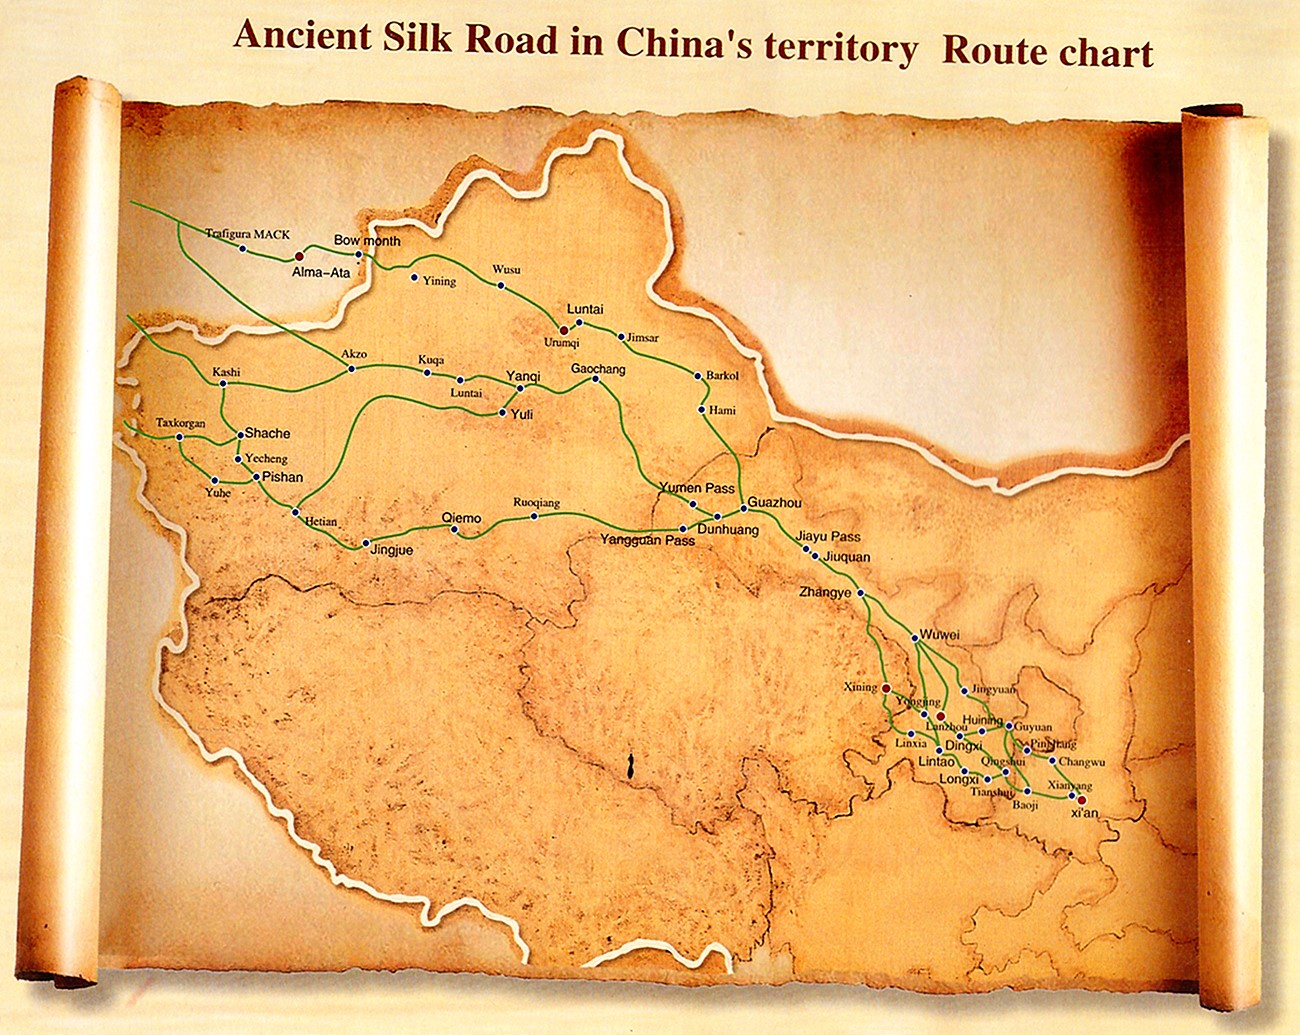 Ancient Silk Road in China's territory Route chart
Trafigura MACK
Bow month
Alma-Ata
Yining
Wusu
Luntai
Urumqi
Jimsar
Akzo
Kuqa
Gaochang
Kashi
Luntai
Yanqi
Barkol
Yuli
Hami
Taxkorgan
Shache
Yecheng
Pishan
Yuhe
Yumen Pass
Guazhou
Hetian
Qiemo
Ruoqiang
Dunhuang
Yangguan Pass
Jingjue
Jiayu Pass
Jiuquan
Zhangye
Wuwei
Xining
Jingyuan
Yongjing
Lanzhou
Huining
Guyuan
Linxia
Dingxi
Pingliang
Lintao
Qingshui
Changwu
Longxi
Tianshui
Xianyang
Baoji
xi'an